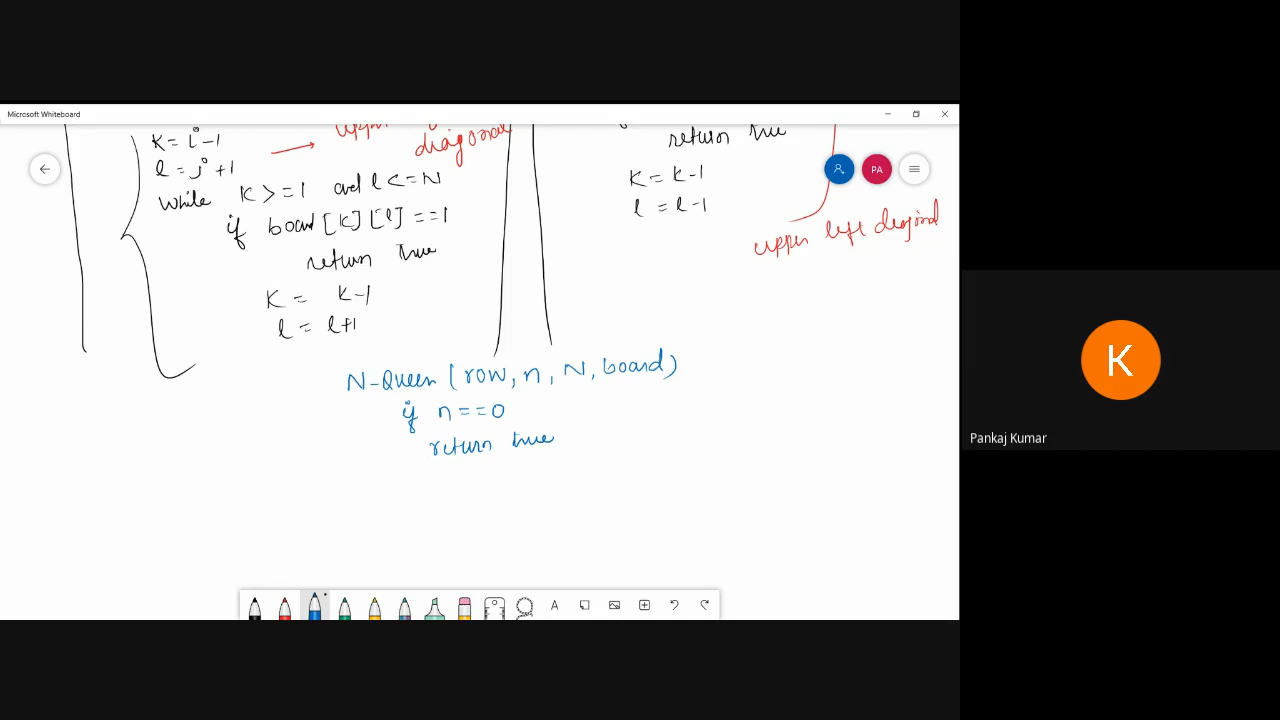 Microsoft Whiteboard
K = i-1
l = j+1
diagonal
while K >= 1 and l <= N
if board [K] [l] ==1
return true
K = K-1
l = l+1
return true
K = K-1
l = l-1
PA
upper left diagonal
N-Queen (row, n, N, board)
if n==0
return true
A
K
Pankaj Kumar